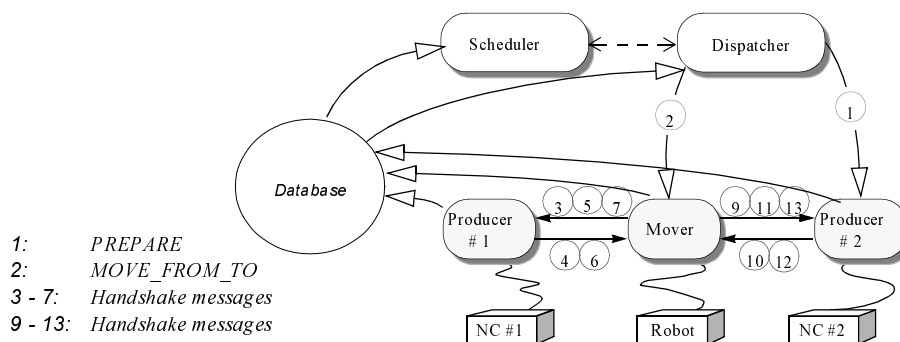 Scheduler
Dispatcher
2
1
Database
Producer
# 1
3 5 7
4 6
Mover
9 11 13
10 12
Producer
# 2
1: PREPARE
2: MOVE_FROM_TO
3 - 7: Handshake messages
9 - 13: Handshake messages
NC #1
Robot
NC #2